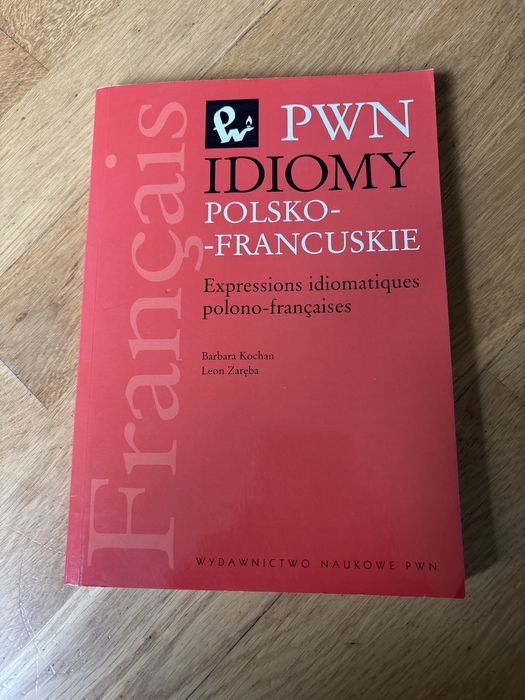 Français
PWN
IDIOMY
POLSKO-
-FRANCUSKIE
Expressions idiomatiques
polono-françaises
Barbara Kochan
Leon Zaręba
WYDAWNICTWO NAUKOWE PWN